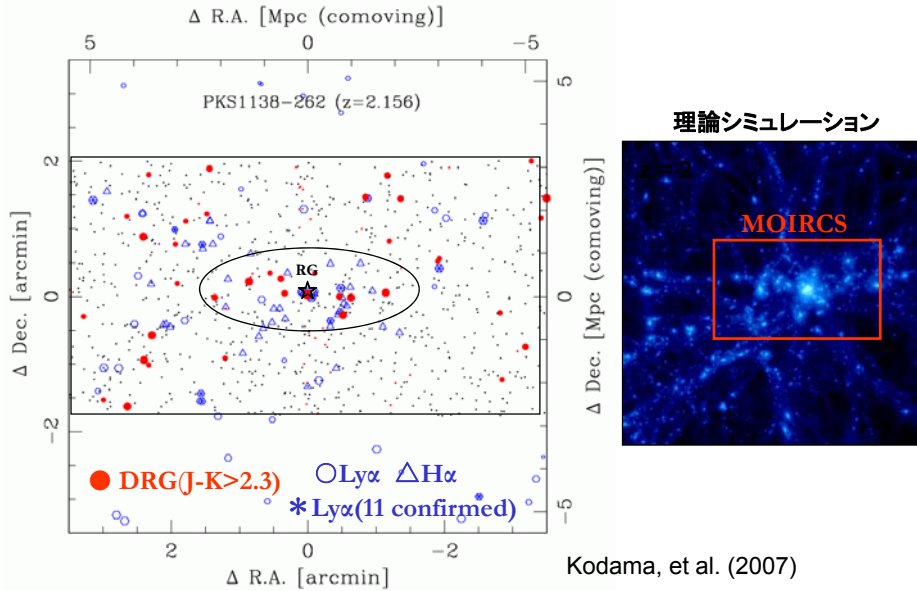 Δ R.A. [Mpc (comoving)]
5 0 −5
PKS1138−262 (z=2.156)
Δ Dec. [arcmin]
2
0
−2
RG
5
0
−5
Δ Dec. [Mpc (comoving)]
DRG(J-K>2.3)
Lyα Hα
* Lyα(11 confirmed)
2 0 −2
Δ R.A. [arcmin]
理論シミュレーション
z = 2
MOIRCS
Kodama, et al. (2007)